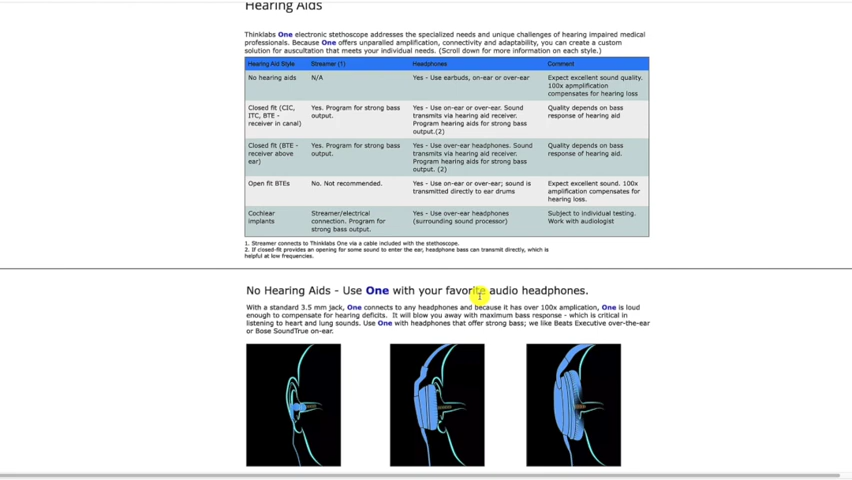 Hearing Aids
Thinklabs One electronic stethoscope addresses the specialized needs and unique challenges of hearing impaired medical
professionals. Because One offers unparalled amplification, connectivity and adaptability, you can create a custom
solution for auscultation that meets your individual needs. (Scroll down for more information on each style.)
Hearing Aid Style Streamer (1) Headphones Comment
No hearing aids N/A Yes - Use earbuds, on-ear or over-ear Expect excellent sound quality.
100x apmplification
compensates for hearing loss
Closed fit (CIC, Yes. Program for strong bass Yes - Use on-ear or over-ear. Sound Quality depends on bass
ITC, BTE - output. transmits via hearing aid receiver. response of hearing aid
receiver in canal) Program hearing aids for strong bass
output.(2)
Closed fit (BTE - Yes. Program for strong bass Yes - Use over-ear headphones. Sound Quality depends on bass
receiver above output. transmits via hearing aid receiver. response of hearing aid.
ear) Program hearing aids for strong bass
output. (2)
Open fit BTEs No. Not recommended. Yes - Use on-ear or over-ear; sound is Expect excellent sound. 100x
transmitted directly to ear drums amplification compensates for
hearing loss.
Cochlear Streamer/electrical Yes - Use over-ear headphones Subject to individual testing.
implants connection. Program for (surrounding sound processor) Work with audiologist
strong bass output.
1. Streamer connects to Thinklabs One via a cable included with the stethoscope.
2. If closed-fit provides an opening for some sound to enter the ear, headphone bass can transmit directly, which is
helpful at low frequencies.
No Hearing Aids - Use One with your favorite audio headphones.
With a standard 3.5 mm jack, One connects to any headphones and because it has over 100x amplication, One is loud
enough to compensate for hearing deficits. It will blow you away with maximum bass response - which is critical in
listening to heart and lung sounds. Use One with headphones that offer strong bass; we like Beats Executive over-the-ear
or Bose SoundTrue on-ear.